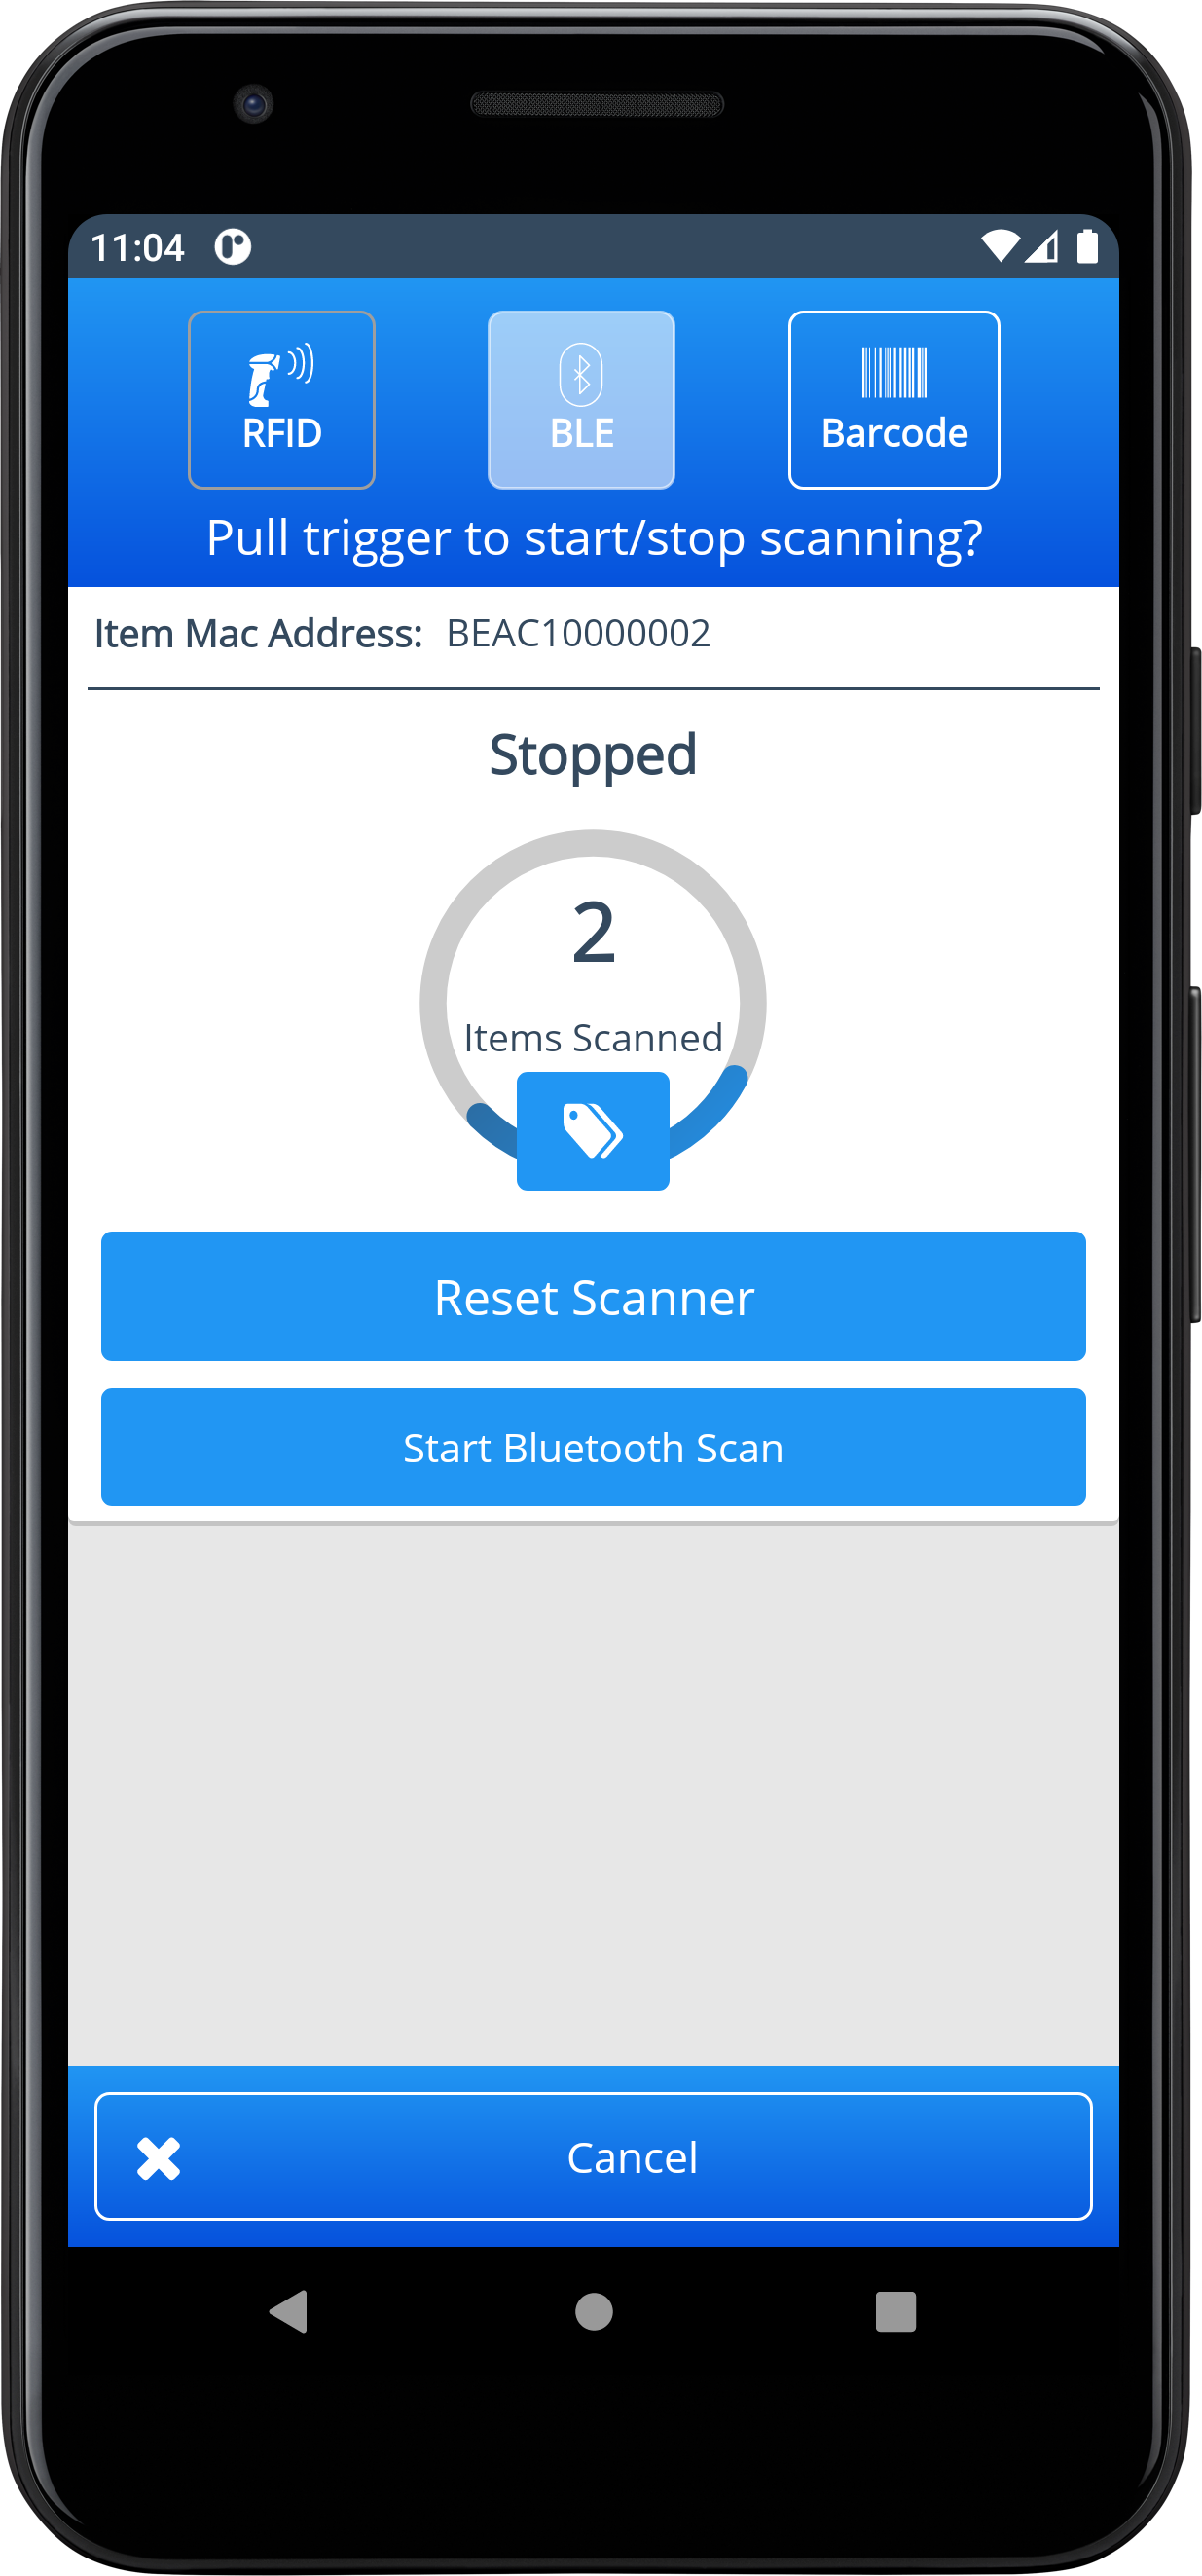 11:04
RFID
BLE
Barcode
Pull trigger to start/stop scanning?
Item Mac Address: BEAC10000002
Stopped
2
Items Scanned
Reset Scanner
Start Bluetooth Scan
Cancel